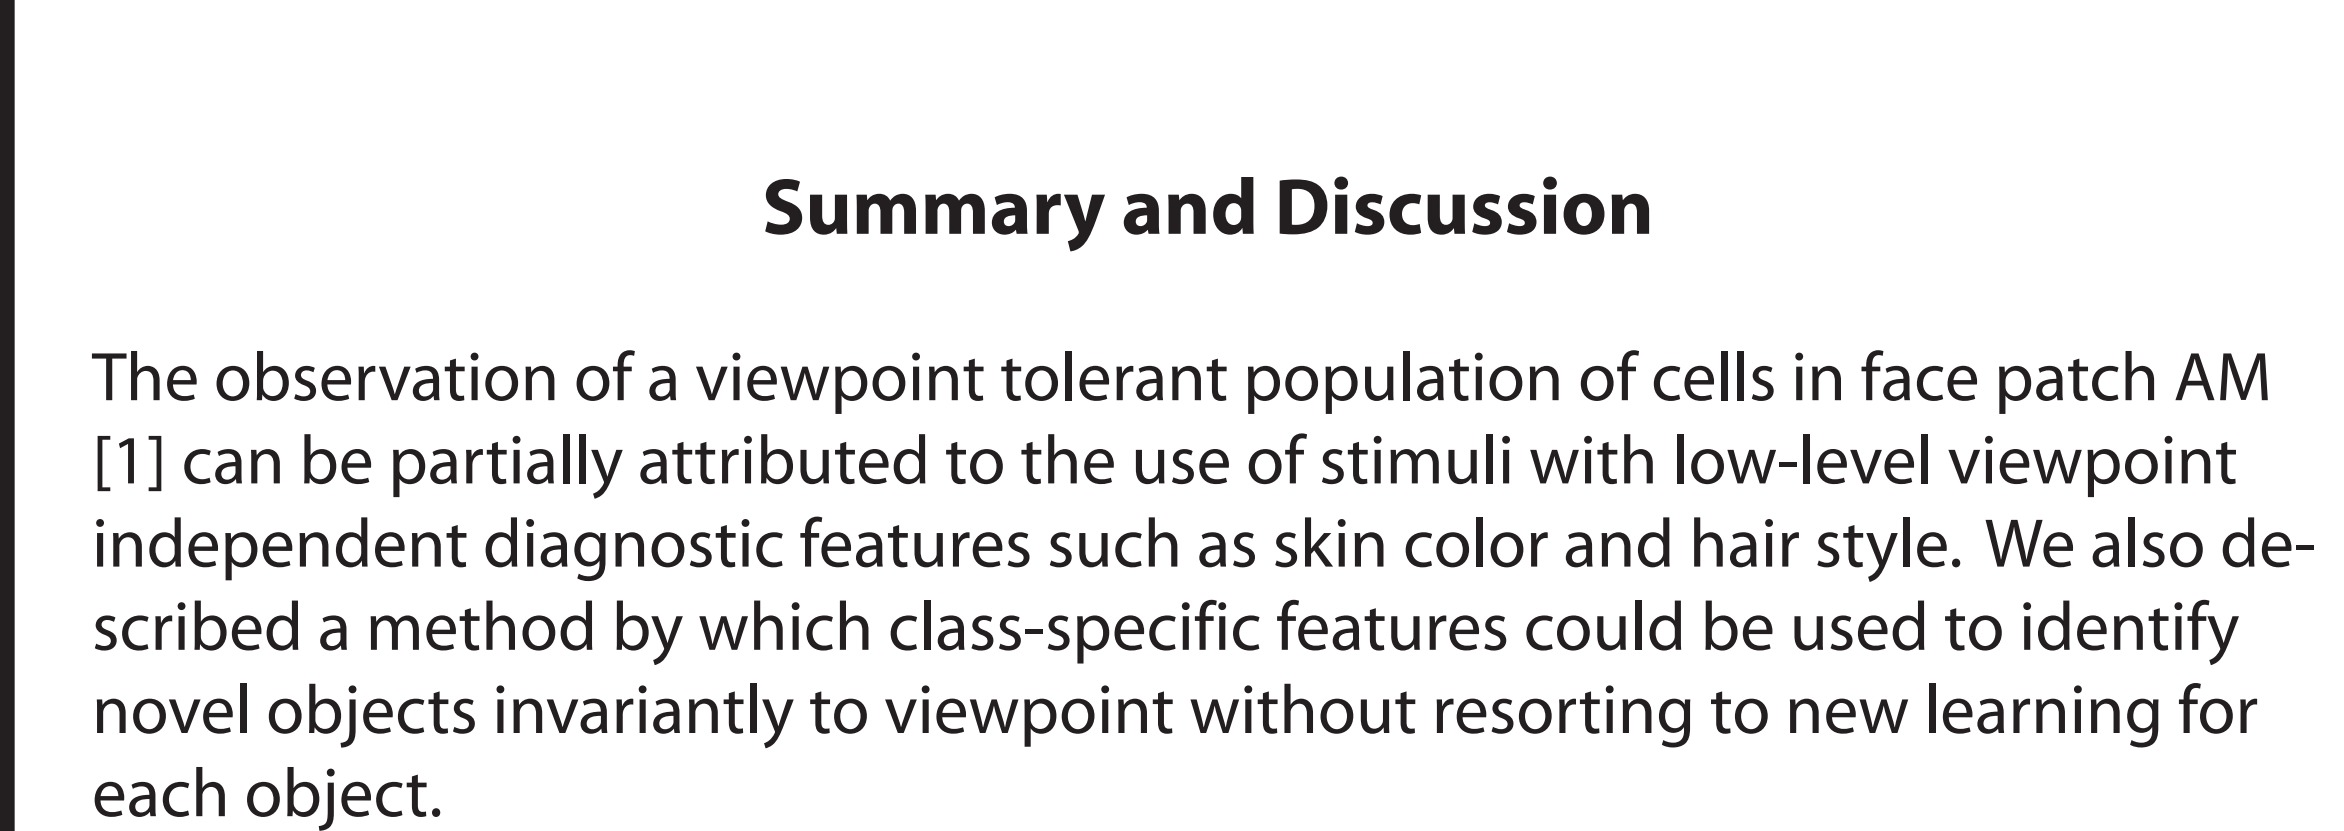 Summary and Discussion
The observation of a viewpoint tolerant population of cells in face patch AM
[1] can be partially attributed to the use of stimuli with low-level viewpoint
independent diagnostic features such as skin color and hair style. We also de-
scribed a method by which class-specific features could be used to identify
novel objects invariantly to viewpoint without resorting to new learning for
each object.